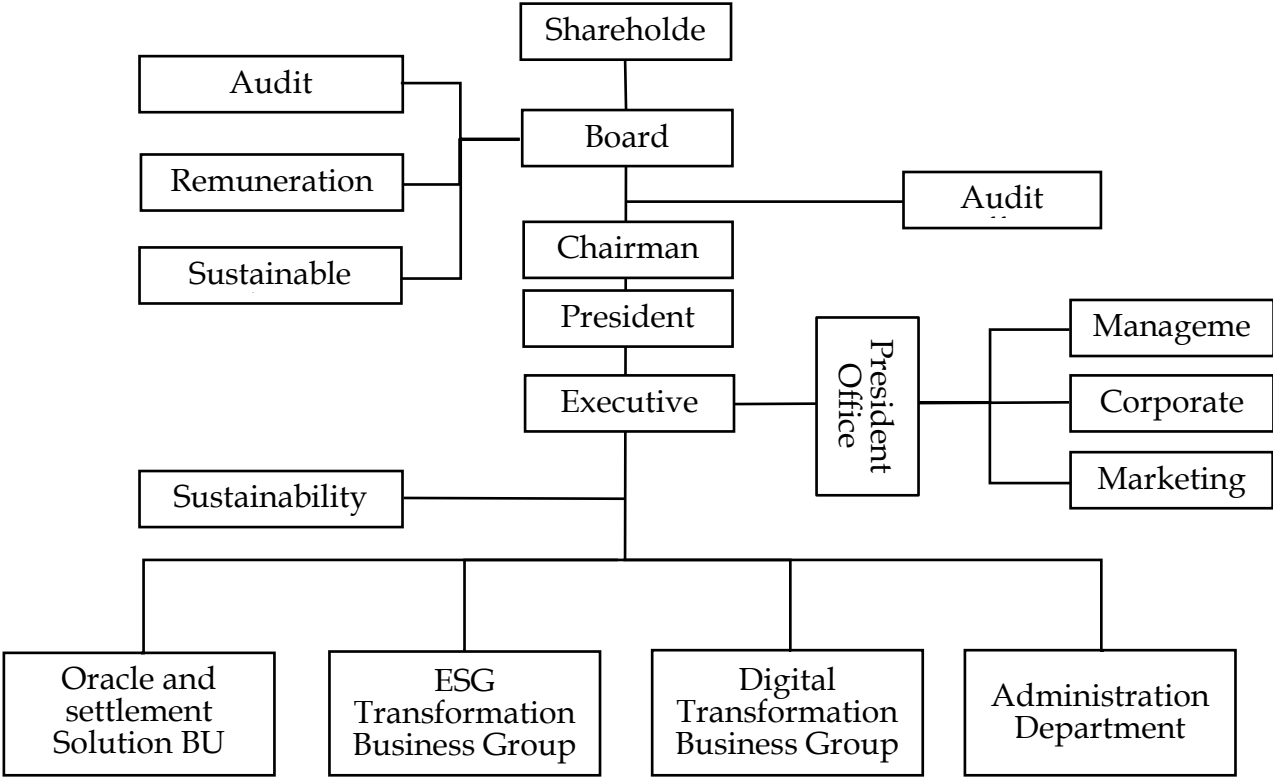 Shareholde
Audit
Board
Remuneration
Audit
Chairman
Sustainable
President
Manageme
President
Office
Executive
Corporate
Marketing
Sustainability
Oracle and
settlement
Solution BU
ESG
Transformation
Business Group
Digital
Transformation
Business Group
Administration
Department